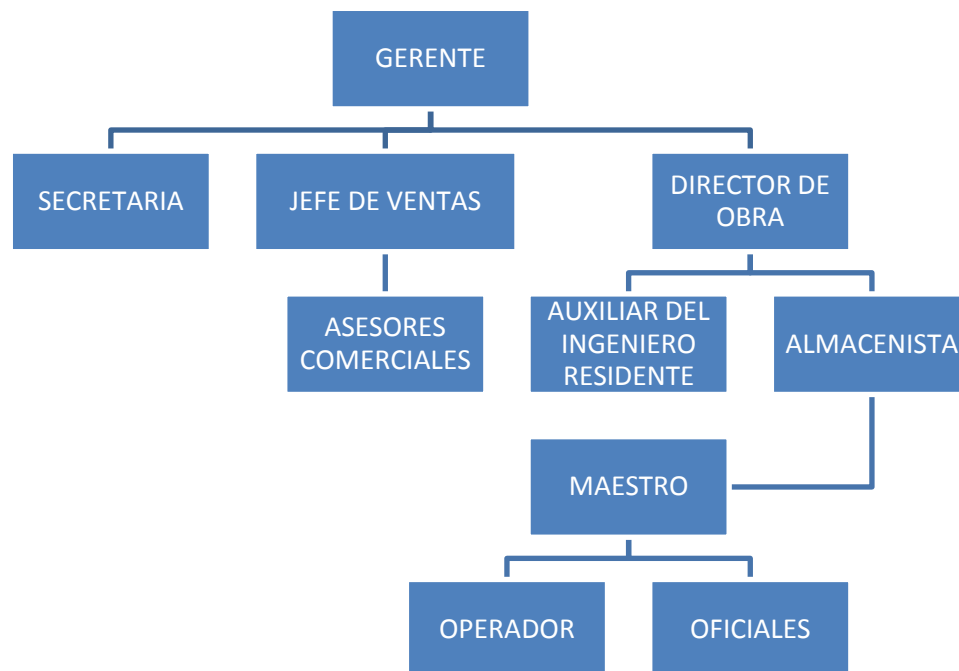 GERENTE
SECRETARIA
JEFE DE VENTAS
DIRECTOR DE
OBRA
ASESORES
COMERCIALES
AUXILIAR DEL
INGENIERO
RESIDENTE
ALMACENISTA
MAESTRO
OPERADOR
OFICIALES